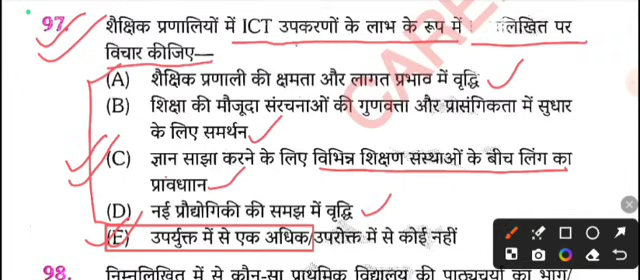 97. शैक्षिक प्रणालियों में ICT उपकरणों के लाभ के रूप में लिखित पर
विचार कीजिए—
(A) शैक्षिक प्रणाली की क्षमता और लागत प्रभाव में वृद्धि
(B) शिक्षा की मौजूदा संरचनाओं की गुणवत्ता और प्रासंगिकता में सुधार
के लिए समर्थन
(C) ज्ञान साझा करने के लिए विभिन्न शिक्षण संस्थाओं के बीच लिंग का
प्रावधाान
(D) नई प्रौद्योगिकी की समझ में वृद्धि
(E) उपर्युक्त में से एक अधिक/उपरोक्त में से कोई नहीं
98. निम्नलिखित में से कौन-सा प्राथमिक विद्यालय की पाठ्यचर्या का भाग
CAREE